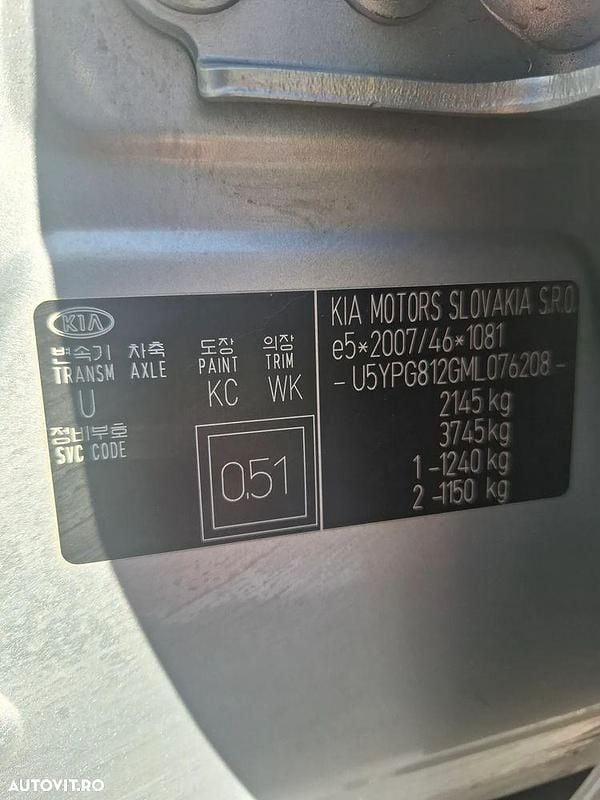 KIA
변속기 차축 도장 의장
TRANSM AXLE PAINT TRIM
U KC WK
정비부호
SVC CODE
0.51
KIA MOTORS SLOVAKIA S.R.O.
e5*2007/46*1081
- U5YPG812GML076208 -
2145 kg
3745 kg
1 -1240 kg
2 -1150 kg
AUTOVIT.RO